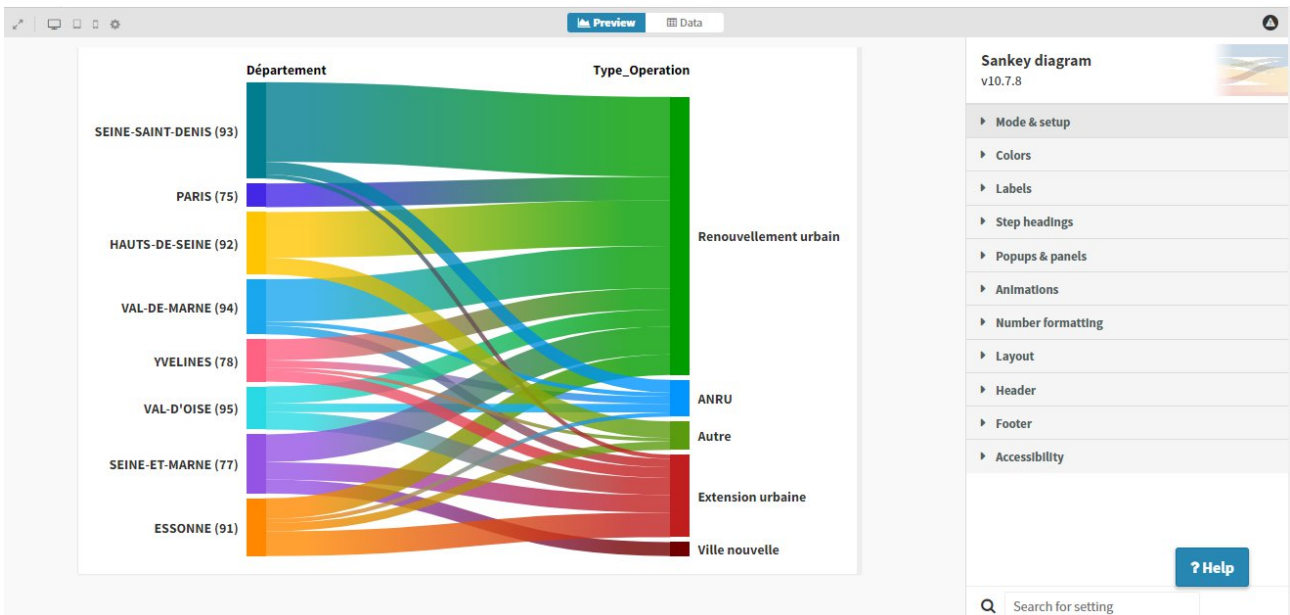 Preview
Data
Département
Type_Operation
SEINE-SAINT-DENIS (93)
PARIS (75)
HAUTS-DE-SEINE (92)
VAL-DE-MARNE (94)
YVELINES (78)
VAL-D'OISE (95)
SEINE-ET-MARNE (77)
ESSONNE (91)
Renouvellement urbain
ANRU
Autre
Extension urbaine
Ville nouvelle
Sankey diagram
v10.7.8
Mode & setup
Colors
Labels
Step headings
Popups & panels
Animations
Number formatting
Layout
Header
Footer
Accessibility
? Help
Search for setting